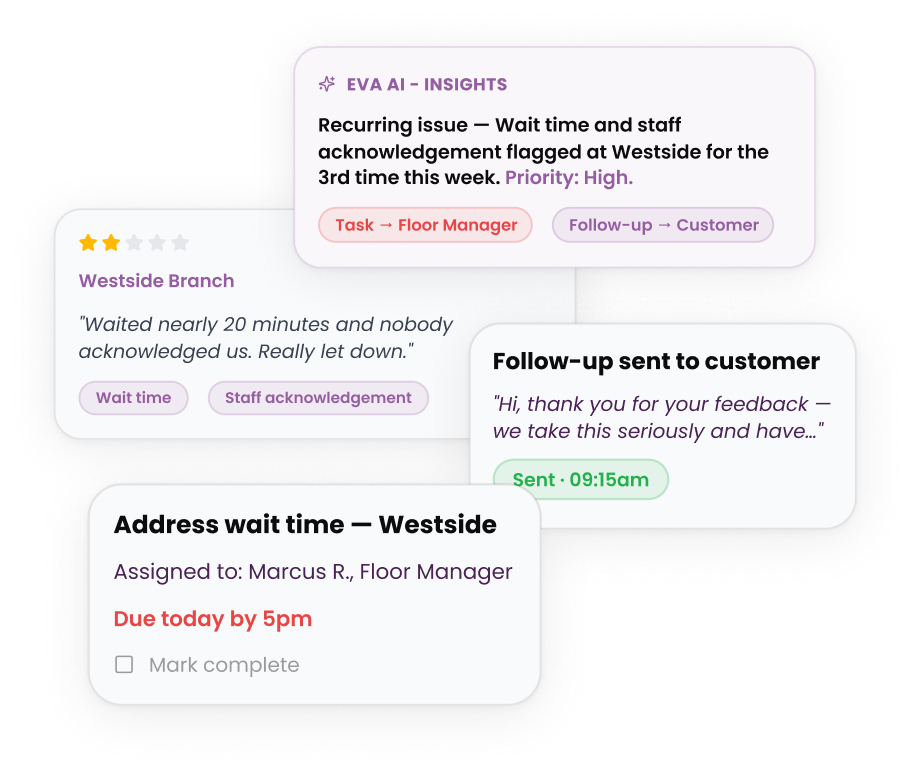 EVA AI - INSIGHTS
Recurring issue — Wait time and staff
acknowledgement flagged at Westside for the
3rd time this week. Priority: High.
Task → Floor Manager
Follow-up → Customer
Westside Branch
"Waited nearly 20 minutes and nobody
acknowledged us. Really let down."
Wait time
Staff acknowledgement
Follow-up sent to customer
"Hi, thank you for your feedback —
we take this seriously and have..."
Sent · 09:15am
Address wait time — Westside
Assigned to: Marcus R., Floor Manager
Due today by 5pm
Mark complete